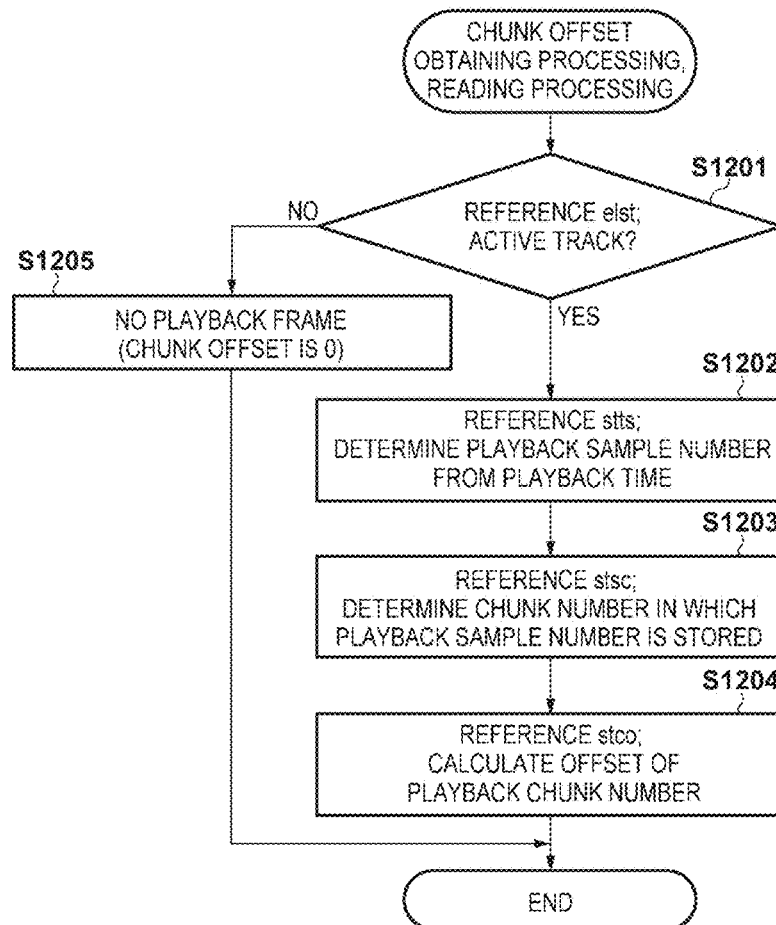 CHUNK OFFSET
OBTAINING PROCESSING,
READING PROCESSING
S1201
REFERENCE elst;
ACTIVE TRACK?
NO
YES
S1205
NO PLAYBACK FRAME
(CHUNK OFFSET IS 0)
S1202
REFERENCE stts;
DETERMINE PLAYBACK SAMPLE NUMBER
FROM PLAYBACK TIME
S1203
REFERENCE stsc;
DETERMINE CHUNK NUMBER IN WHICH
PLAYBACK SAMPLE NUMBER IS STORED
S1204
REFERENCE stco;
CALCULATE OFFSET OF
PLAYBACK CHUNK NUMBER
END